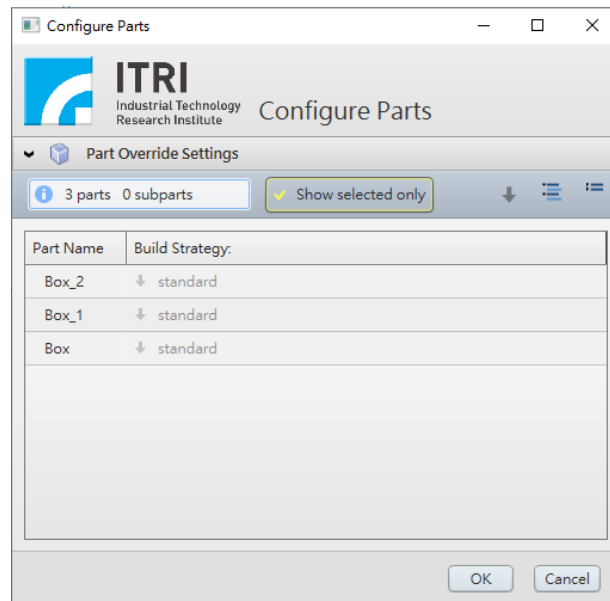 Configure Parts
ITRI
Industrial Technology
Research Institute
Configure Parts
Part Override Settings
3 parts 0 subparts
Show selected only
Part Name Build Strategy:
Box_2 standard
Box_1 standard
Box standard
OK Cancel